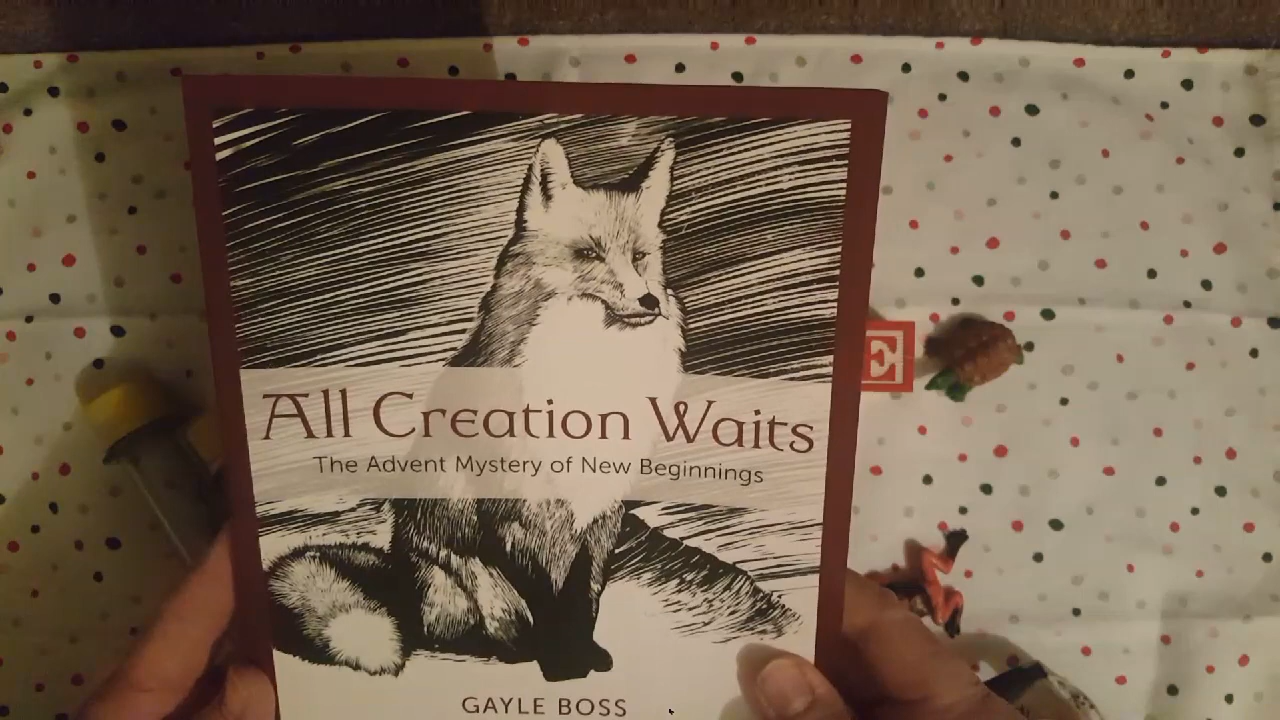 All Creation Waits
The Advent Mystery of New Beginnings
E
GAYLE BOSS